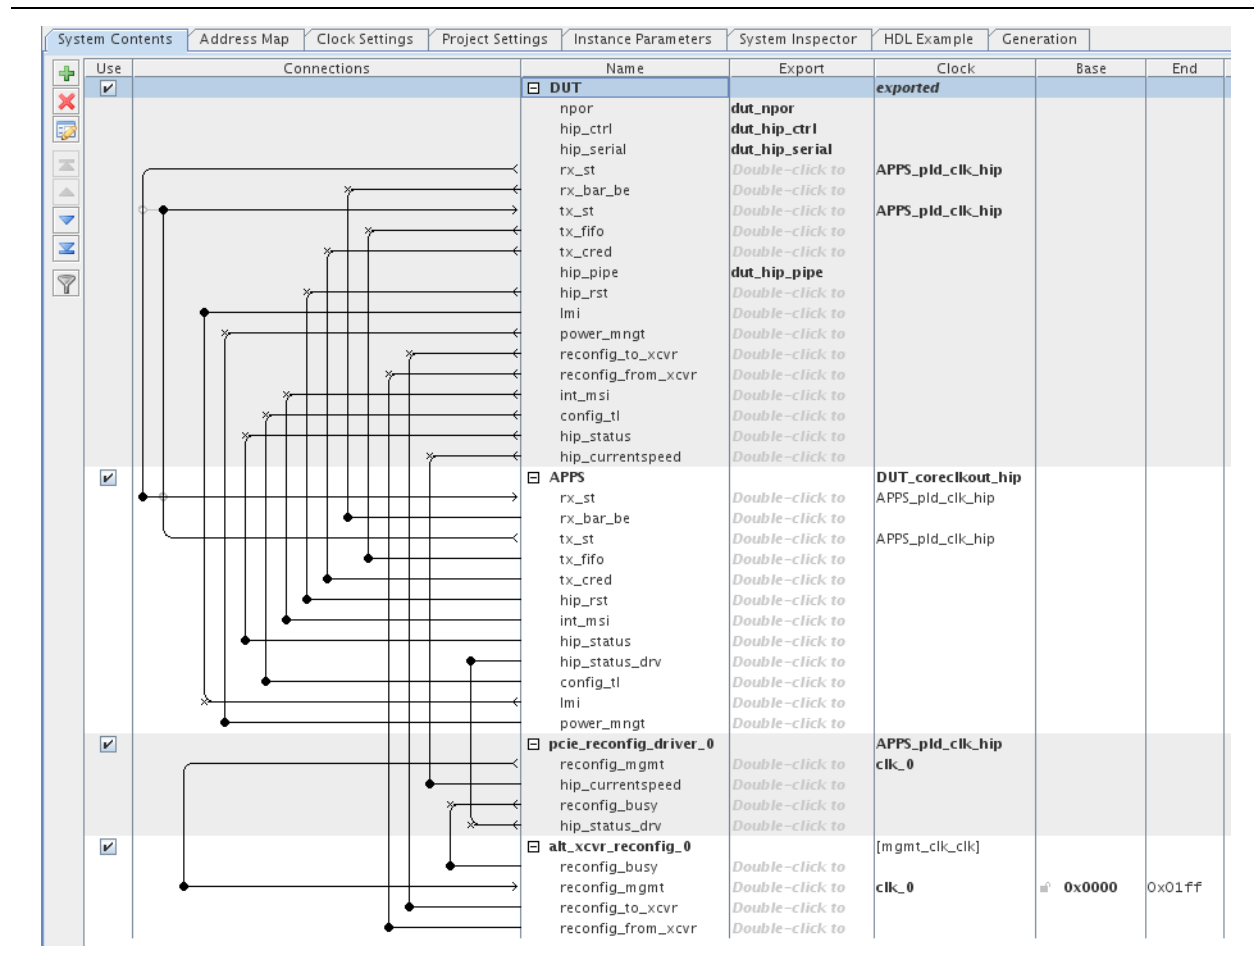 System Contents Address Map Clock Settings Project Settings Instance Parameters System Inspector HDL Example Generation
Use Connections Name Export Clock Base End
DUT exported
npor dut_npor
hip_ctrl dut_hip_ctrl
hip_serial dut_hip_serial
rx_st Double-click to APPS_pld_clk_hip
rx_bar_be Double-click to
tx_st Double-click to APPS_pld_clk_hip
tx_fifo Double-click to
tx_cred Double-click to
hip_pipe dut_hip_pipe
hip_rst Double-click to
lmi Double-click to
power_mngt Double-click to
reconfig_to_xcvr Double-click to
reconfig_from_xcvr Double-click to
int_msi Double-click to
config_tl Double-click to
hip_status Double-click to
hip_currentspeed Double-click to
APPS DUT_coreclkout_hip
rx_st Double-click to APPS_pld_clk_hip
rx_bar_be Double-click to
tx_st Double-click to APPS_pld_clk_hip
tx_fifo Double-click to
tx_cred Double-click to
hip_rst Double-click to
int_msi Double-click to
hip_status Double-click to
hip_status_drv Double-click to
config_tl Double-click to
lmi Double-click to
power_mngt Double-click to
pcie_reconfig_driver_0 APPS_pld_clk_hip
reconfig_mgmt Double-click to clk_0
hip_currentspeed Double-click to
reconfig_busy Double-click to
hip_status_drv Double-click to
alt_xcvr_reconfig_0 [mgmt_clk_clk]
reconfig_busy Double-click to
reconfig_mgmt Double-click to clk_0 0x0000 0x01ff
reconfig_to_xcvr Double-click to
reconfig_from_xcvr Double-click to